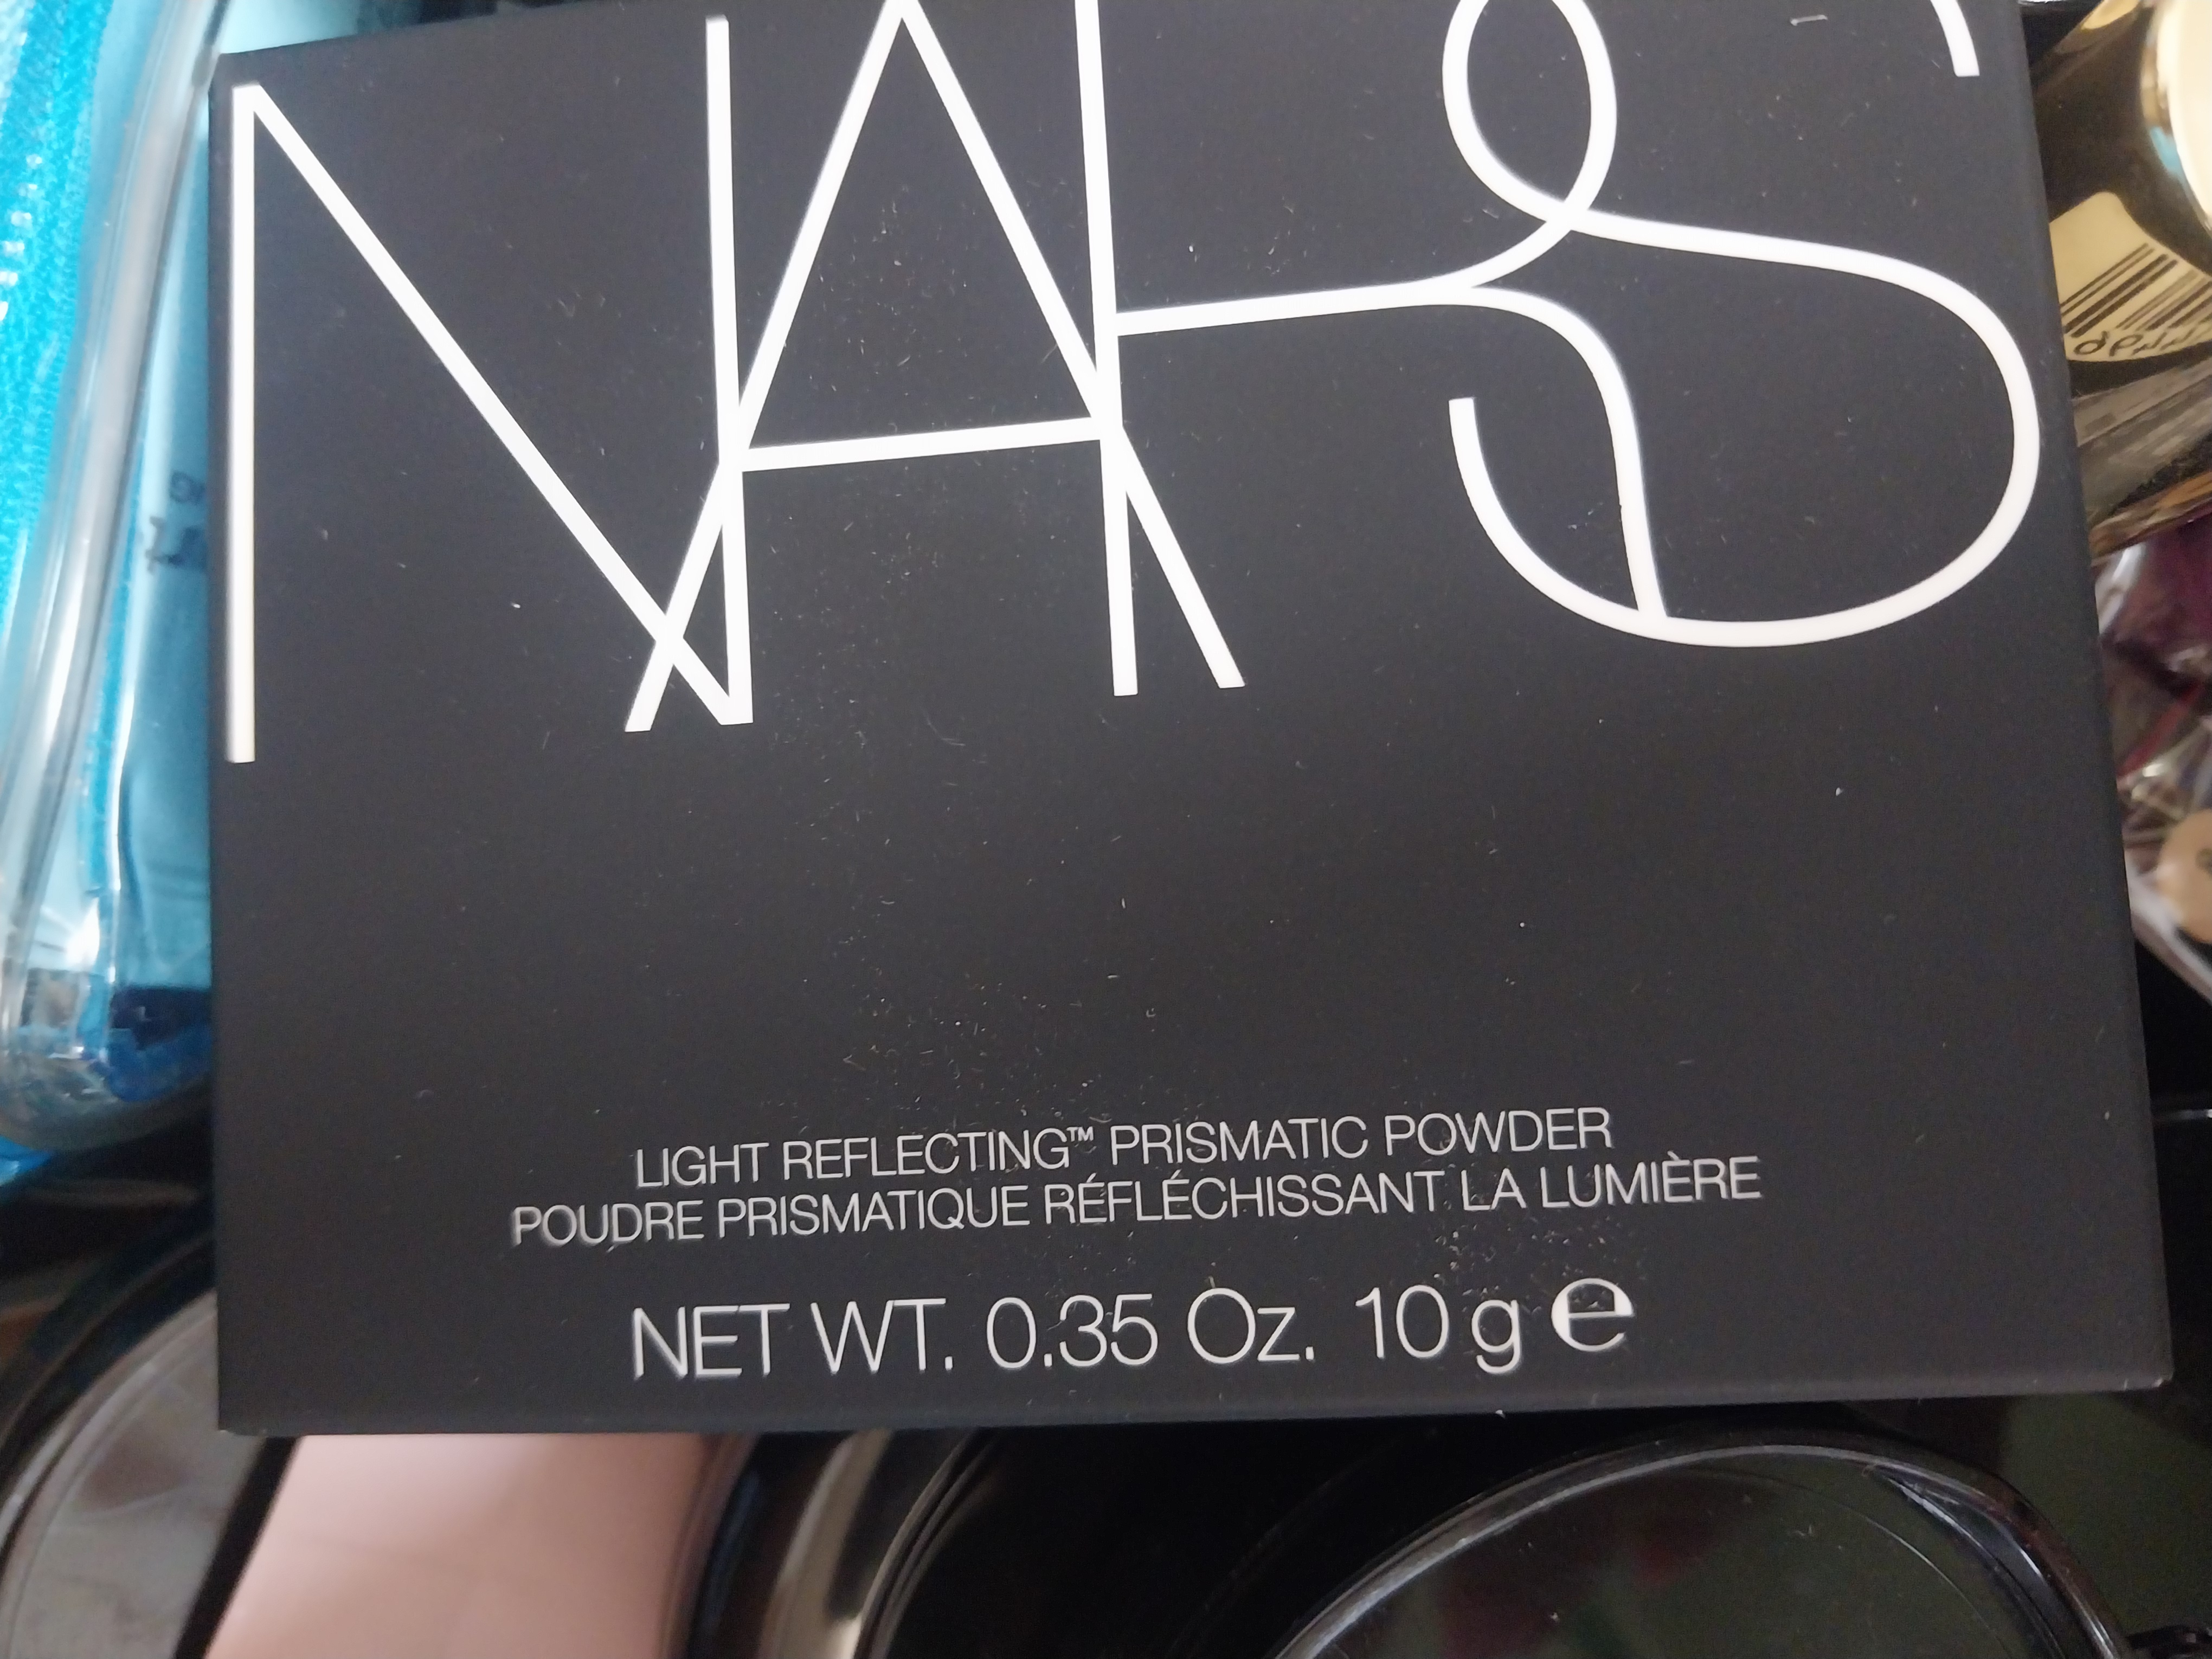 NARS
LIGHT REFLECTING™ PRISMATIC POWDER
POUDRE PRISMATIQUE RÉFLÉCHISSANT LA LUMIÈRE
NET WT. 0.35 Oz. 10 g ℮